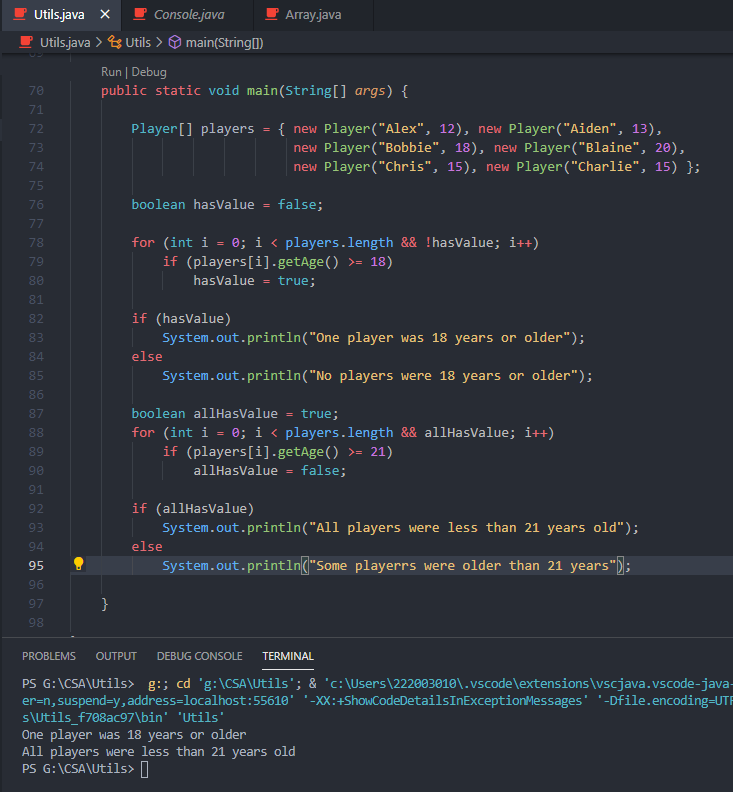 Utils.java × Console.java Array.java
Utils.java > Utils > main(String[])
Run | Debug
70 public static void main(String[] args) {
71
72 Player[] players = { new Player("Alex", 12), new Player("Aiden", 13),
73 new Player("Bobbie", 18), new Player("Blaine", 20),
74 new Player("Chris", 15), new Player("Charlie", 15) };
75
76 boolean hasValue = false;
77
78 for (int i = 0; i < players.length && !hasValue; i++)
79 if (players[i].getAge() >= 18)
80 hasValue = true;
81
82 if (hasValue)
83 System.out.println("One player was 18 years or older");
84 else
85 System.out.println("No players were 18 years or older");
86
87 boolean allHasValue = true;
88 for (int i = 0; i < players.length && allHasValue; i++)
89 if (players[i].getAge() >= 21)
90 allHasValue = false;
91
92 if (allHasValue)
93 System.out.println("All players were less than 21 years old");
94 else
95 System.out.println("Some playerrs were older than 21 years");
96
97 }
98
PROBLEMS OUTPUT DEBUG CONSOLE TERMINAL
PS G:\CSA\Utils> g:; cd 'g:\CSA\Utils'; & 'c:\Users\222003010\.vscode\extensions\vscjava.vscode-java-
er=n,suspend=y,address=localhost:55610' '-XX:+ShowCodeDetailsInExceptionMessages' '-Dfile.encoding=UTF
s\Utils_f708ac97\bin' 'Utils'
One player was 18 years or older
All players were less than 21 years old
PS G:\CSA\Utils>